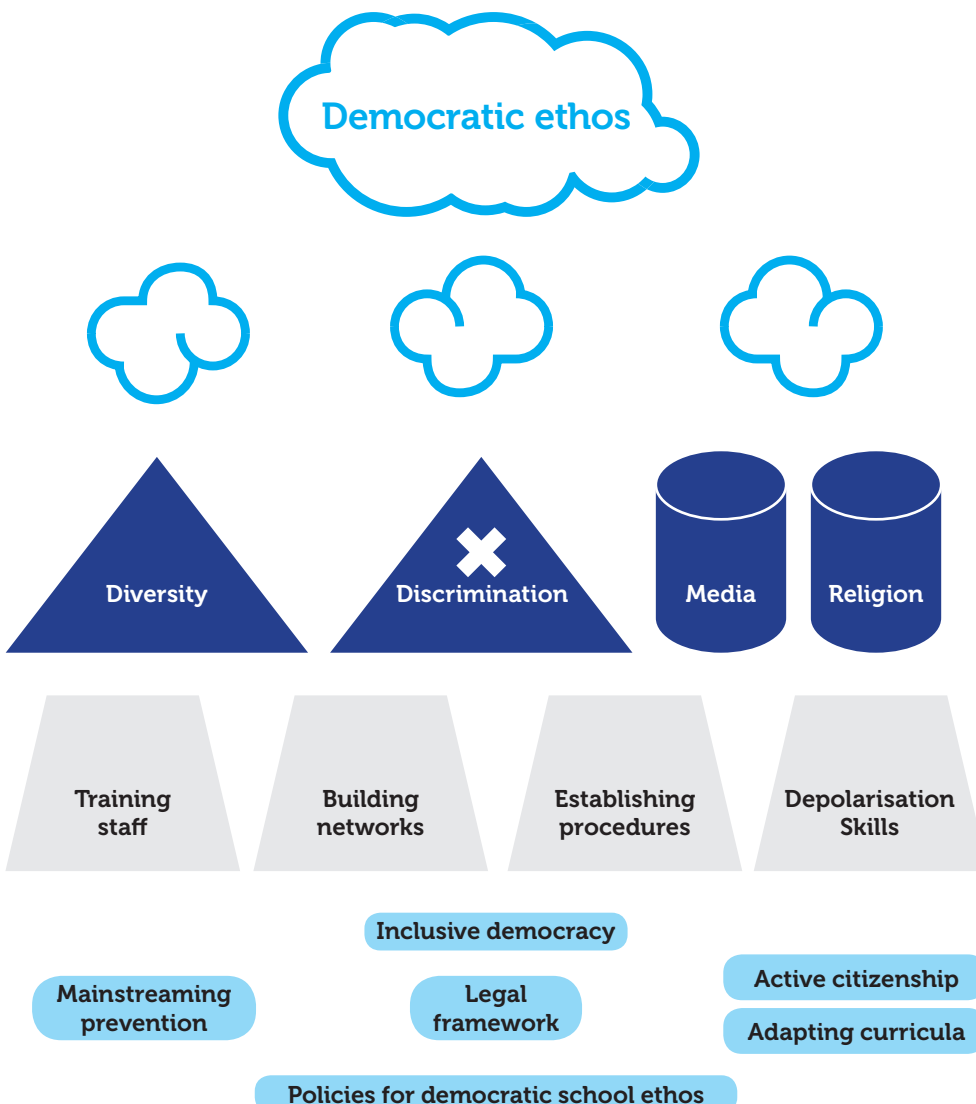 Democratic ethos
Diversity
Discrimination
Media
Religion
Training
staff
Building
networks
Establishing
procedures
Depolarisation
Skills
Inclusive democracy
Mainstreaming
prevention
Legal
framework
Active citizenship
Adapting curricula
Policies for democratic school ethos